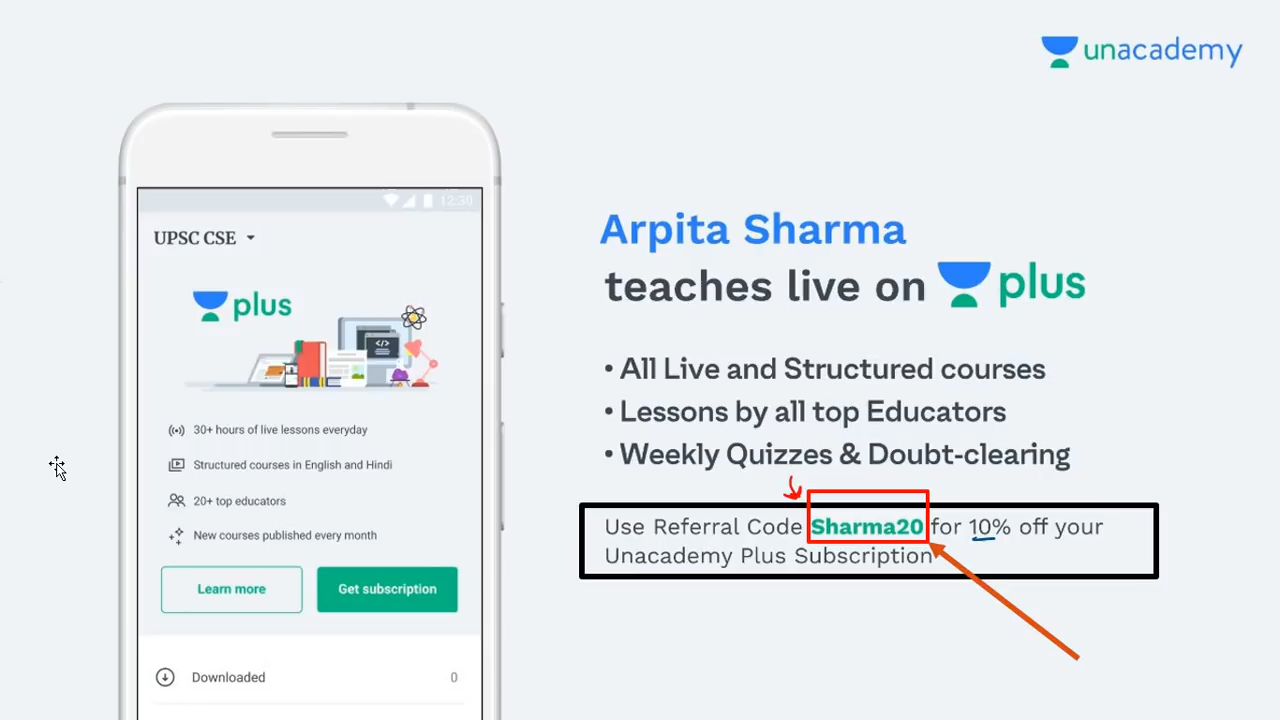 unacademy
12:30
UPSC CSE
plus
30+ hours of live lessons everyday
Structured courses in English and Hindi
20+ top educators
New courses published every month
Learn more
Get subscription
Downloaded 0
Arpita Sharma
teaches live on plus
• All Live and Structured courses
• Lessons by all top Educators
• Weekly Quizzes & Doubt-clearing
Use Referral Code Sharma20 for 10% off your
Unacademy Plus Subscription